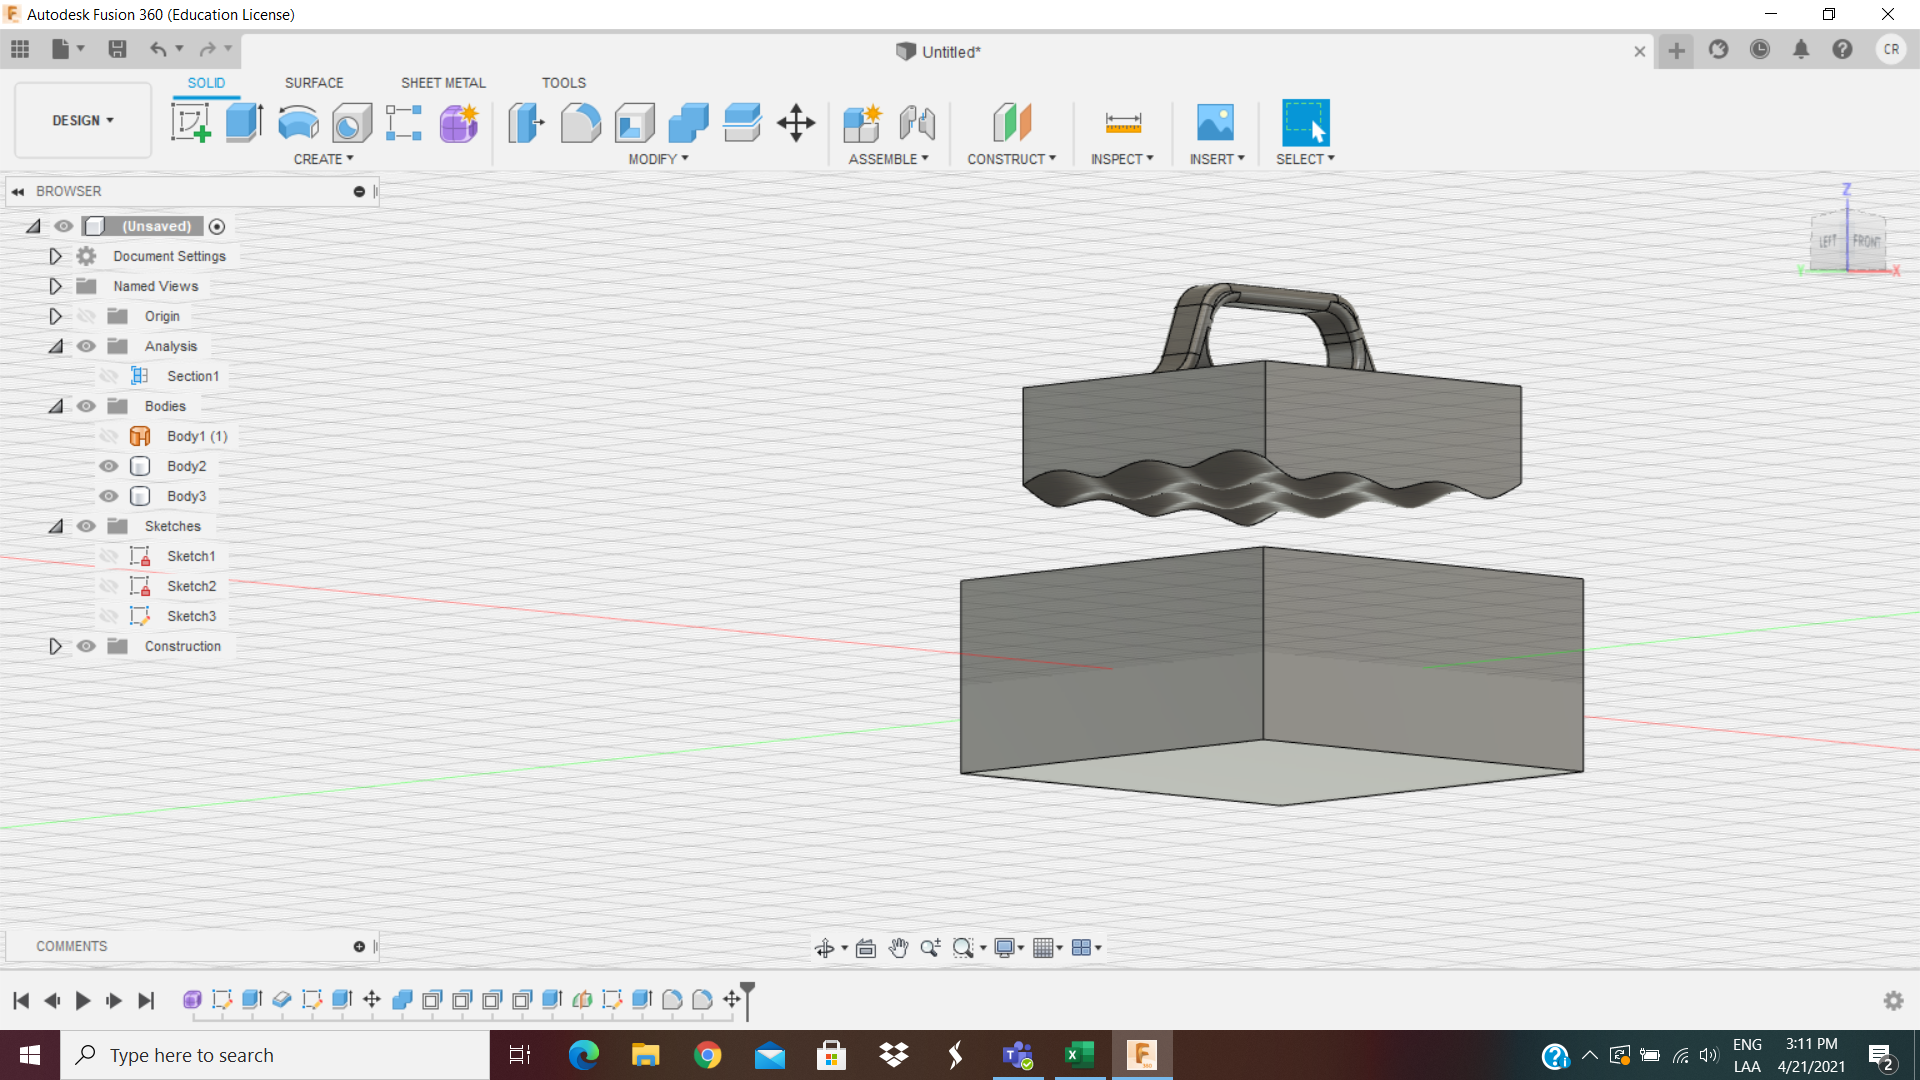 Autodesk Fusion 360 (Education License)
Untitled*
CR
SOLID SURFACE SHEET METAL TOOLS
DESIGN
CREATE MODIFY ASSEMBLE CONSTRUCT INSPECT INSERT SELECT
BROWSER
(Unsaved)
Document Settings
Named Views
Origin
Analysis
Section1
Bodies
Body1 (1)
Body2
Body3
Sketches
Sketch1
Sketch2
Sketch3
Construction
Z
LEFT FRONT
Y X
COMMENTS
Type here to search
ENG
LAA
3:11 PM
4/21/2021
2